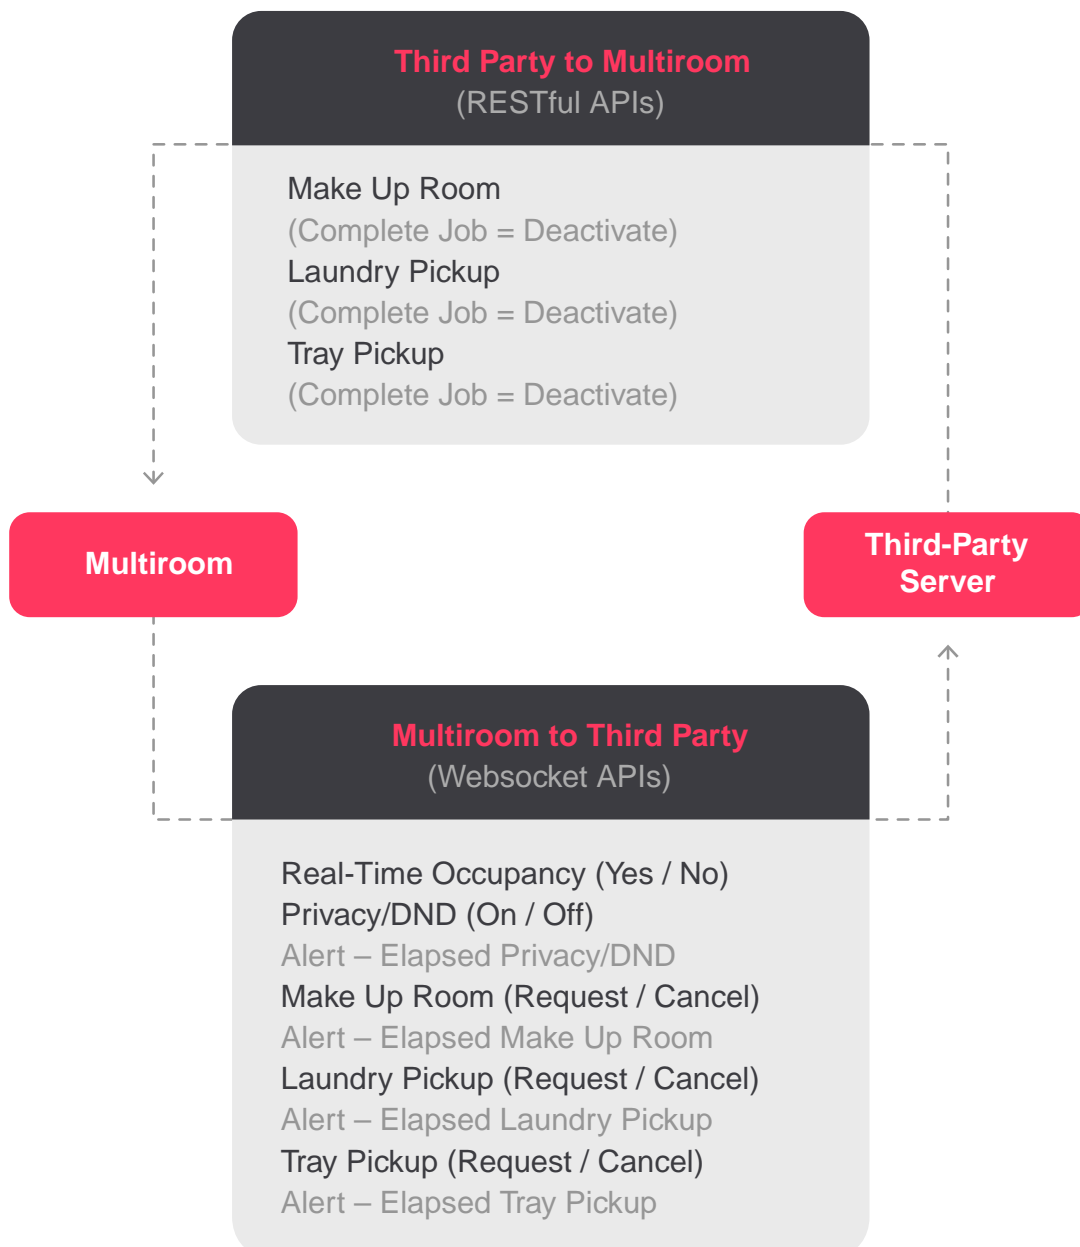 Third Party to Multiroom
(RESTful APIs)
Make Up Room
(Complete Job = Deactivate)
Laundry Pickup
(Complete Job = Deactivate)
Tray Pickup
(Complete Job = Deactivate)
Multiroom
Third-Party
Server
Multiroom to Third Party
(Websocket APIs)
Real-Time Occupancy (Yes / No)
Privacy/DND (On / Off)
Alert – Elapsed Privacy/DND
Make Up Room (Request / Cancel)
Alert – Elapsed Make Up Room
Laundry Pickup (Request / Cancel)
Alert – Elapsed Laundry Pickup
Tray Pickup (Request / Cancel)
Alert – Elapsed Tray Pickup